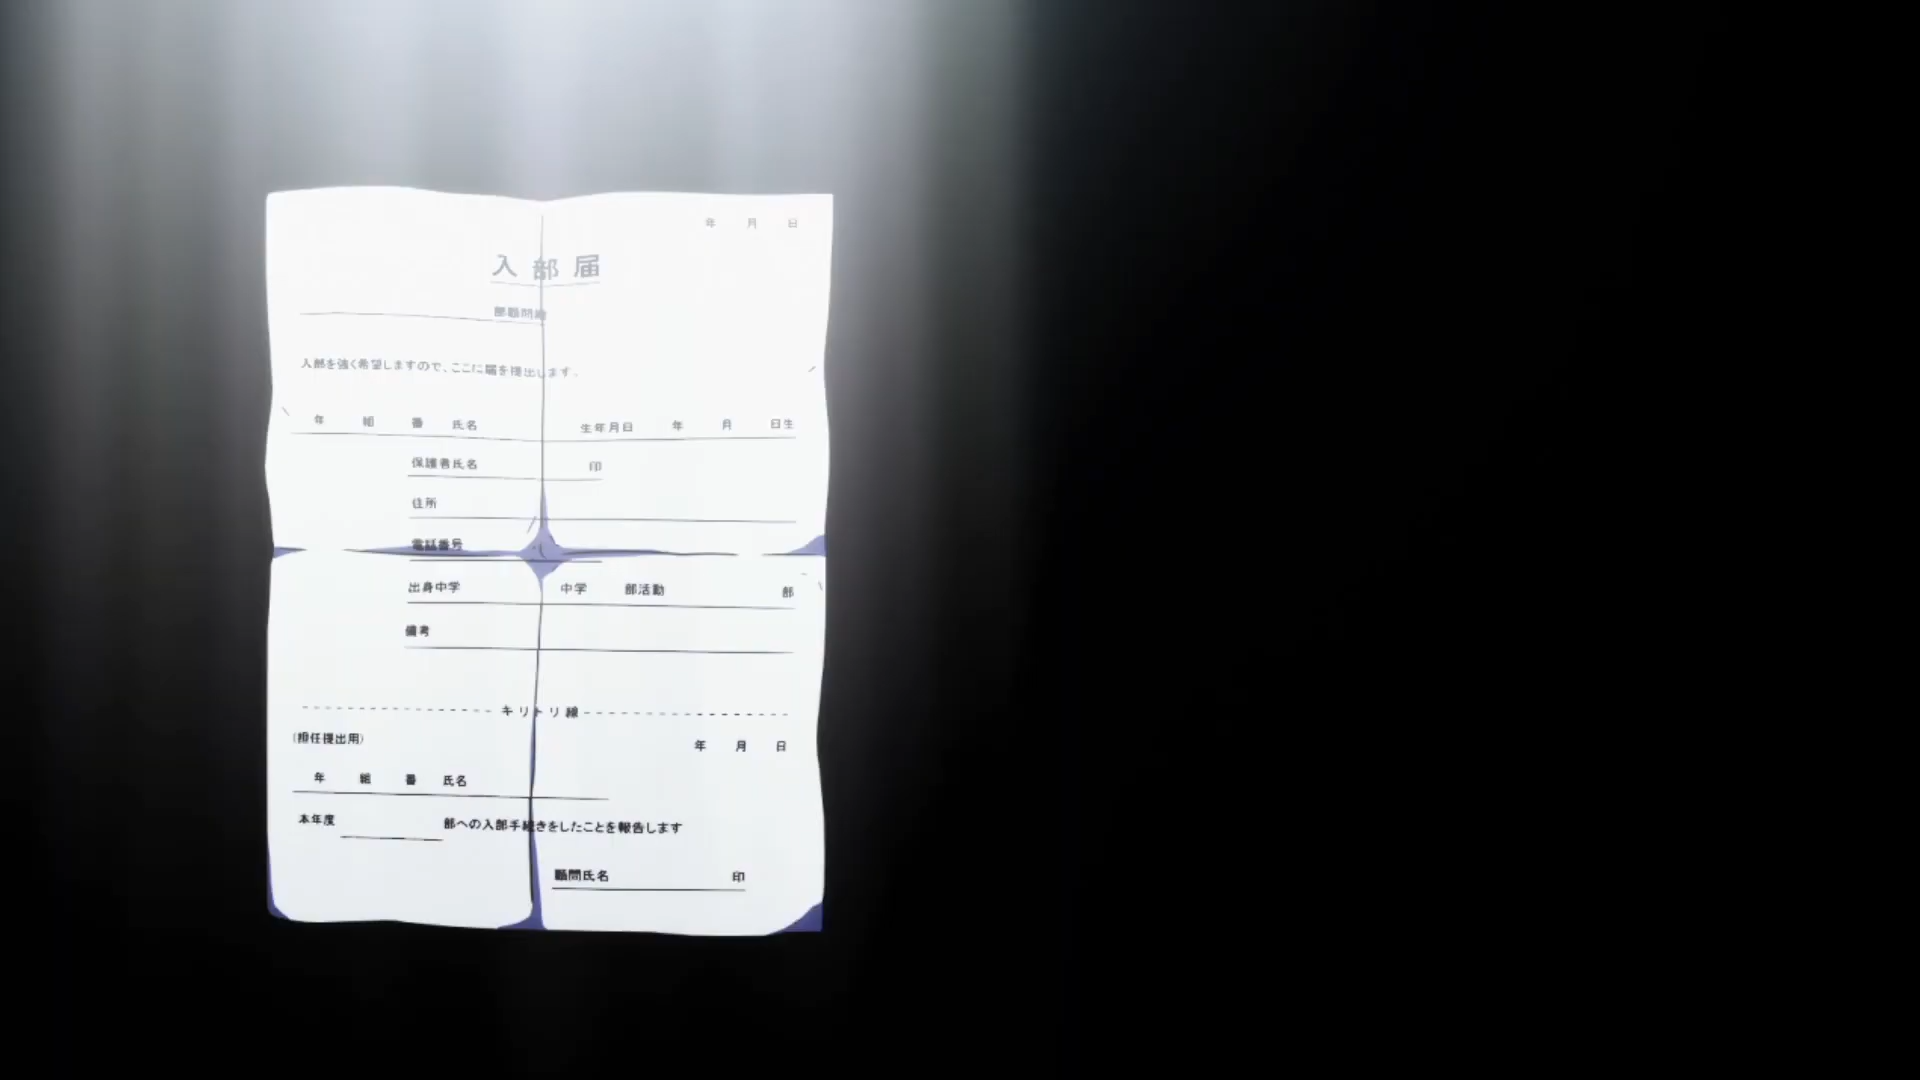 年 月 日
入部届
部顧問殿
入部を強く希望しますので、ここに届を提出します。
年 組 番 氏名 生年月日 年 月 日生
保護者氏名 印
住所
電話番号
出身中学 中学 部活動 部
備考
キリトリ線
(担任提出用) 年 月 日
年 組 番 氏名
本年度 部への入部手続きをしたことを報告します
顧問氏名 印